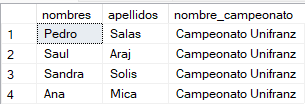 nombres apellidos nombre_campeonato
1 Pedro Salas Campeonato Unifranz
2 Saul Araj Campeonato Unifranz
3 Sandra Solis Campeonato Unifranz
4 Ana Mica Campeonato Unifranz